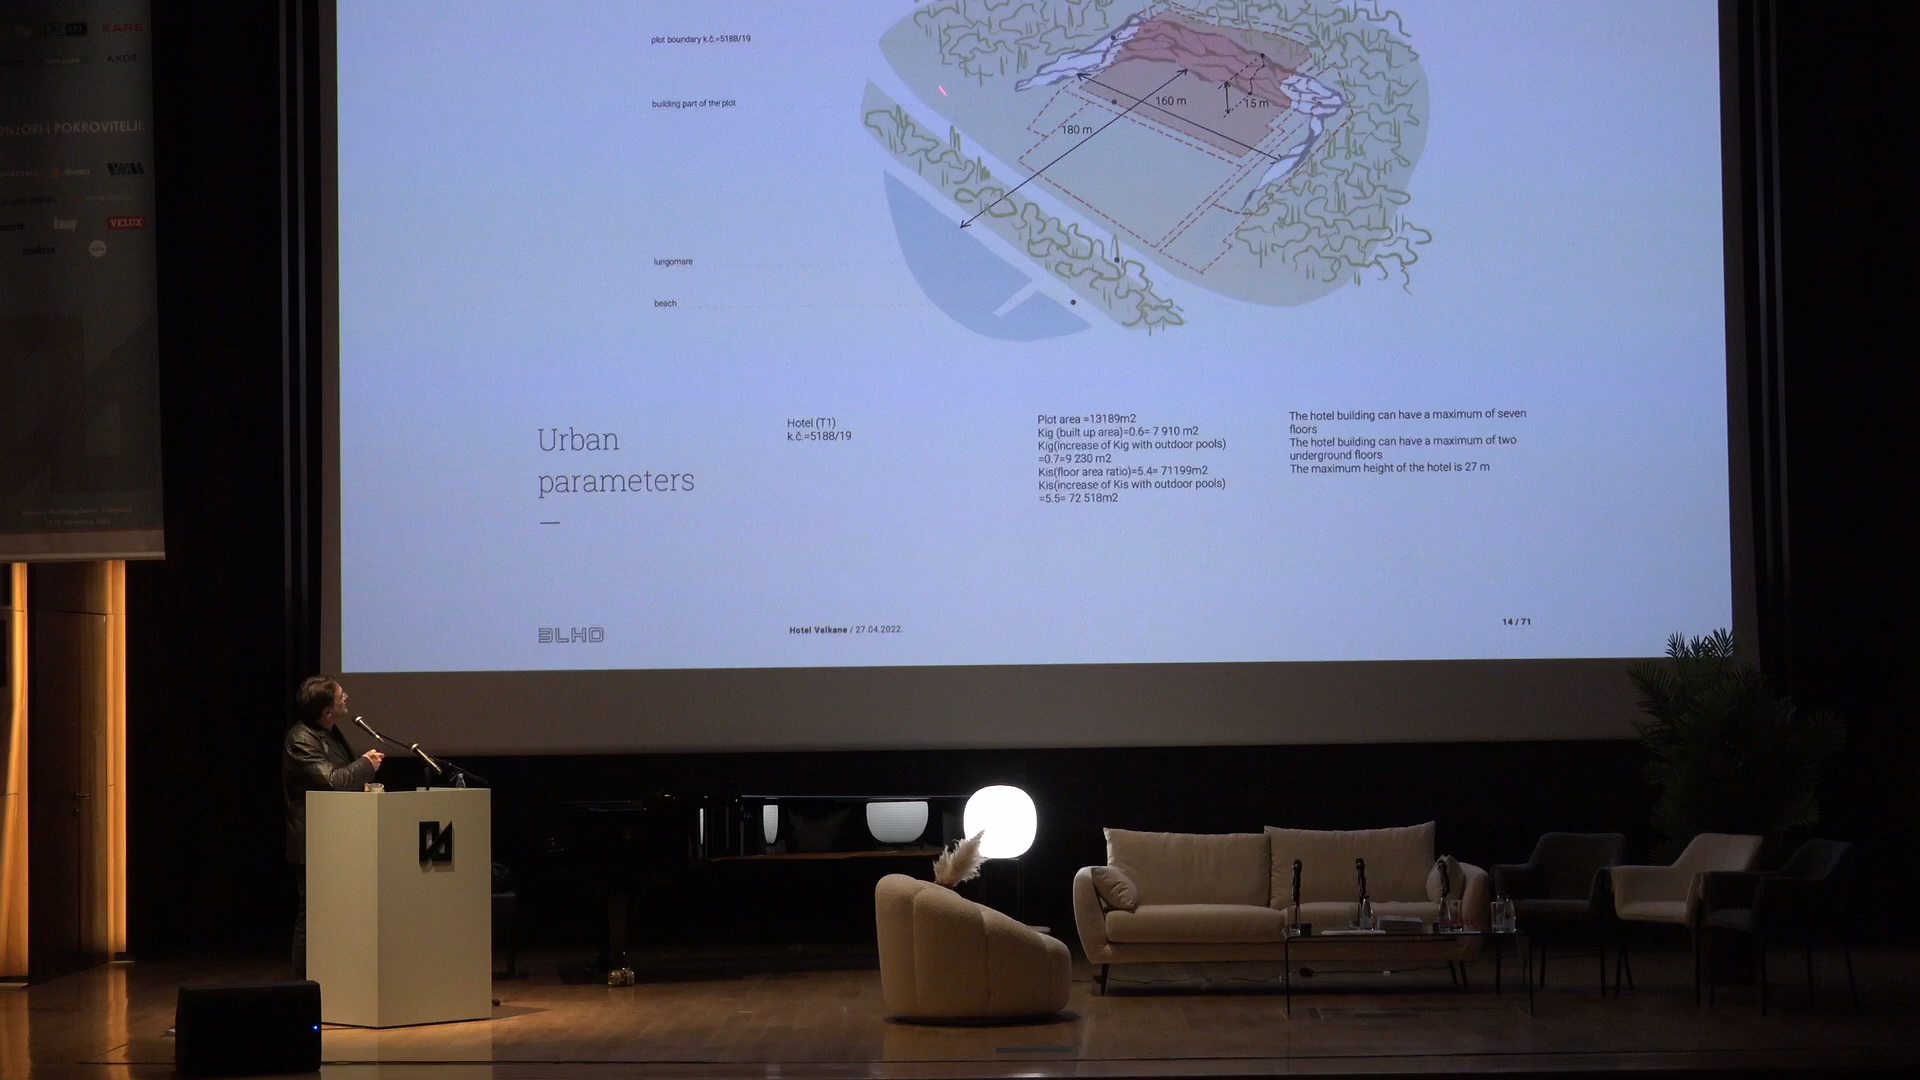 KARE
AXOR
SPONZORI I POKROVITELJI:
VELUX
plot boundary k.č.=5188/19
building part of the plot
lungomare
beach
160 m
15 m
180 m
Urban
parameters
Hotel (T1)
k.č.=5188/19
Plot area =13189m2
Kig (built up area)=0.6= 7 910 m2
Kig(increase of Kig with outdoor pools)
=0.7=9 230 m2
Kis(floor area ratio)=5.4= 71199m2
Kis(increase of Kis with outdoor pools)
=5.5= 72 518m2
The hotel building can have a maximum of seven
floors
The hotel building can have a maximum of two
underground floors
The maximum height of the hotel is 27 m
3LHD
Hotel Valkane / 27.04.2022.
14 / 71